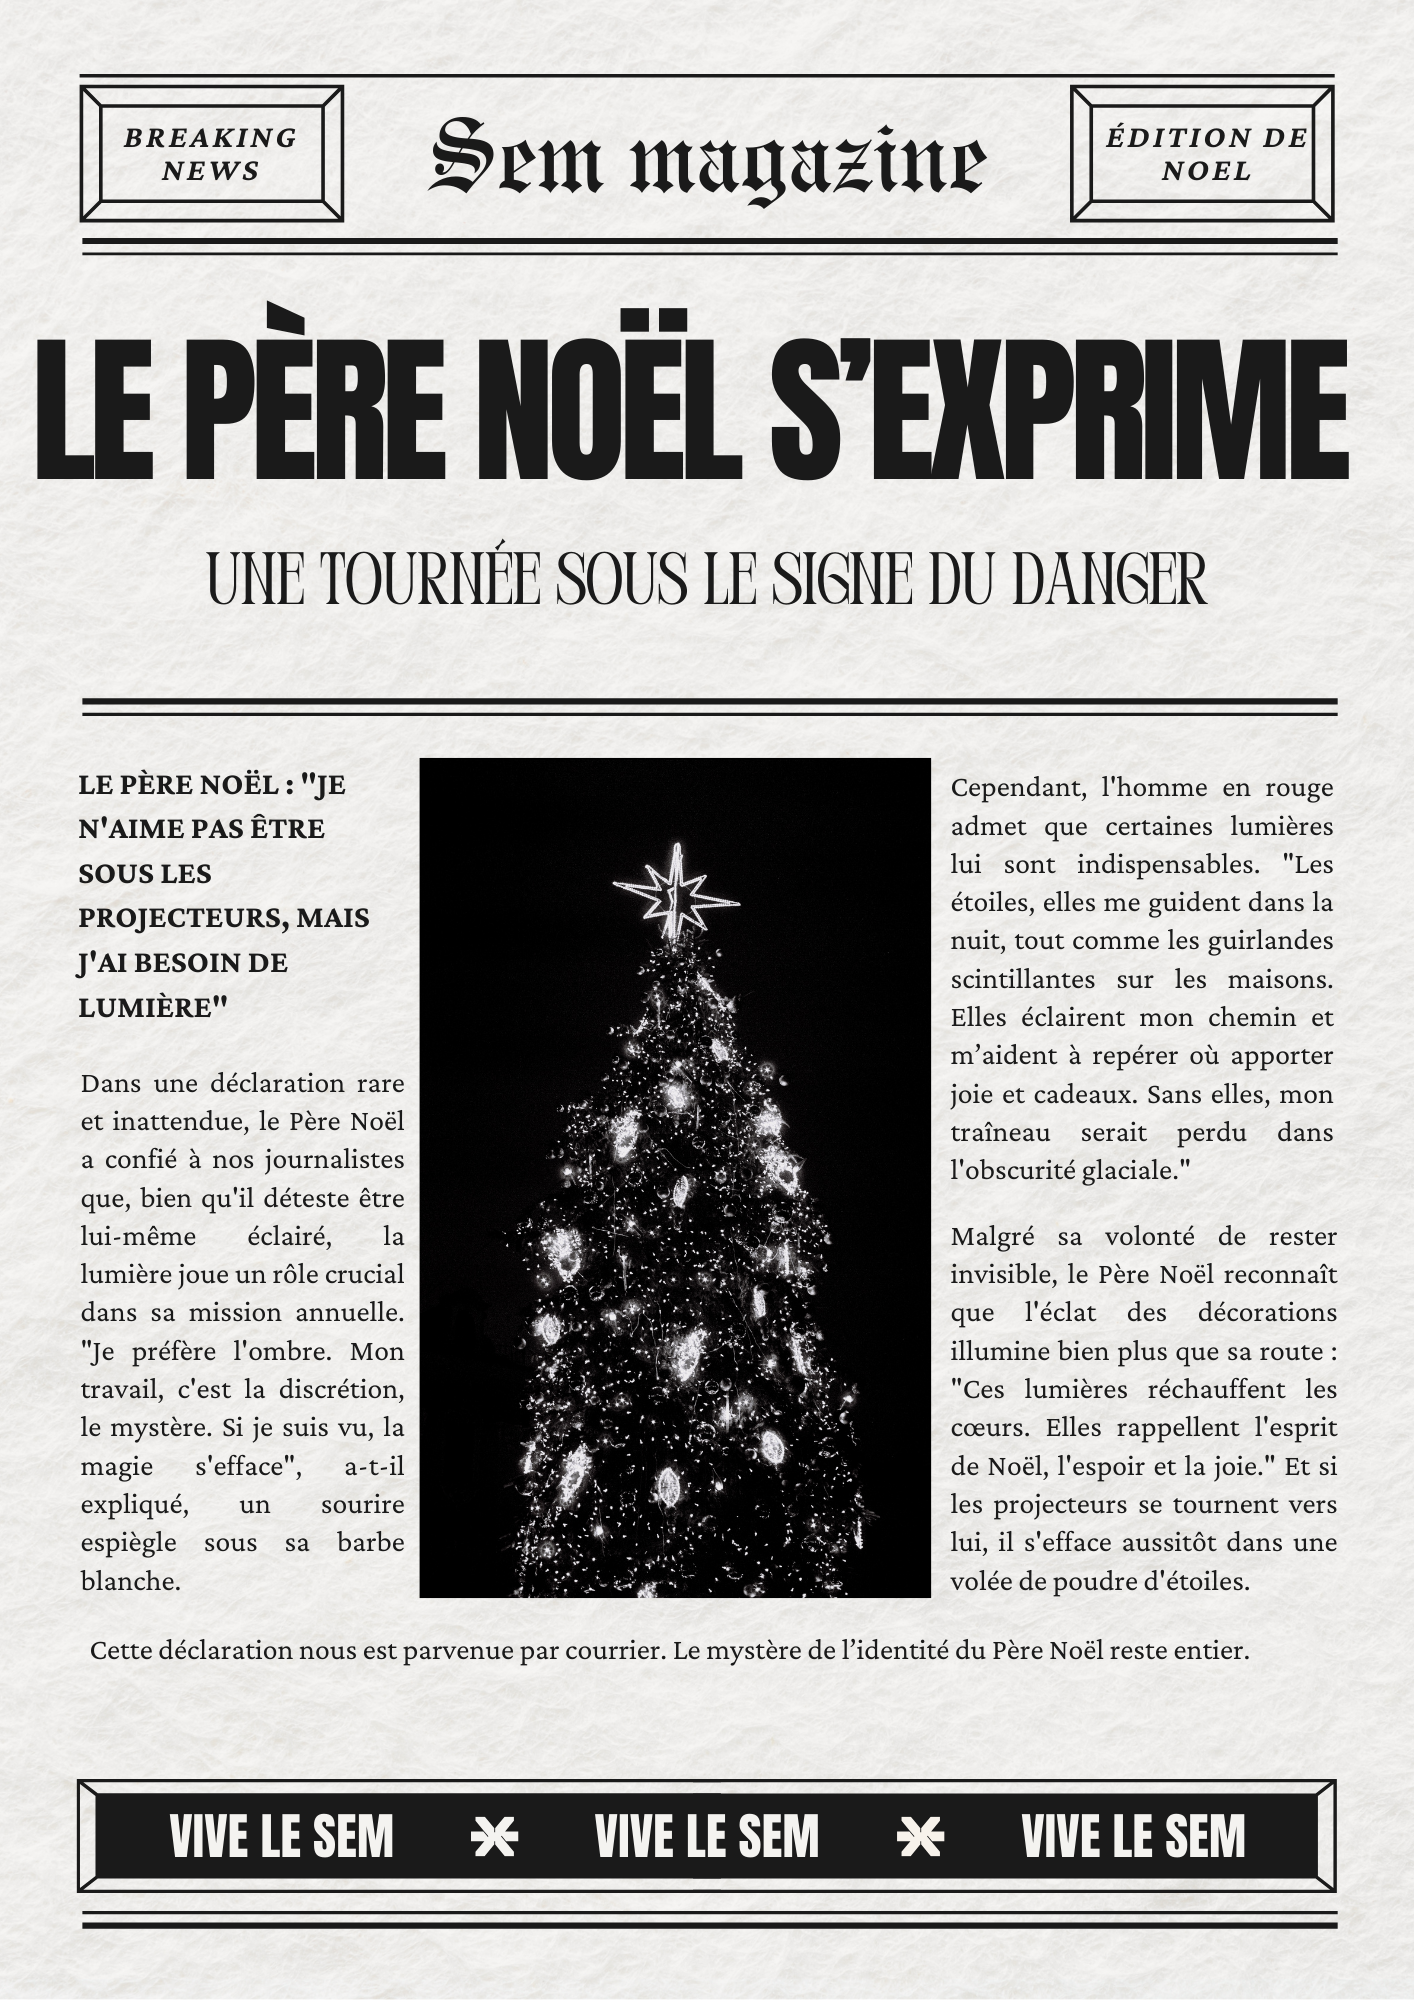 BREAKING
NEWS
Sem magazine
ÉDITION DE
NOEL
LE PÈRE NOËL S’EXPRIME
UNE TOURNÉE SOUS LE SIGNE DU DANGER
LE PÈRE NOËL : "JE
N'AIME PAS ÊTRE
SOUS LES
PROJECTEURS, MAIS
J'AI BESOIN DE
LUMIÈRE"
Dans une déclaration rare
et inattendue, le Père Noël
a confié à nos journalistes
que, bien qu'il déteste être
lui-même éclairé, la
lumière joue un rôle crucial
dans sa mission annuelle.
"Je préfère l'ombre. Mon
travail, c'est la discrétion,
le mystère. Si je suis vu, la
magie s'efface", a-t-il
expliqué, un sourire
espiègle sous sa barbe
blanche.
Cependant, l'homme en rouge
admet que certaines lumières
lui sont indispensables. "Les
étoiles, elles me guident dans la
nuit, tout comme les guirlandes
scintillantes sur les maisons.
Elles éclairent mon chemin et
m’aident à repérer où apporter
joie et cadeaux. Sans elles, mon
traîneau serait perdu dans
l'obscurité glaciale."
Malgré sa volonté de rester
invisible, le Père Noël reconnaît
que l'éclat des décorations
illumine bien plus que sa route :
"Ces lumières réchauffent les
cœurs. Elles rappellent l'esprit
de Noël, l'espoir et la joie." Et si
les projecteurs se tournent vers
lui, il s'efface aussitôt dans une
volée de poudre d'étoiles.
Cette déclaration nous est parvenue par courrier. Le mystère de l’identité du Père Noël reste entier.
VIVE LE SEM VIVE LE SEM VIVE LE SEM